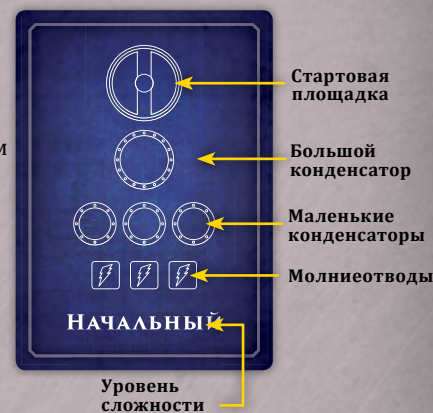 Стартовая
площадка
м
Большой
конденсатор
Маленькие
конденсаторы
Молниеотводы
Начальный
Уровень
сложности